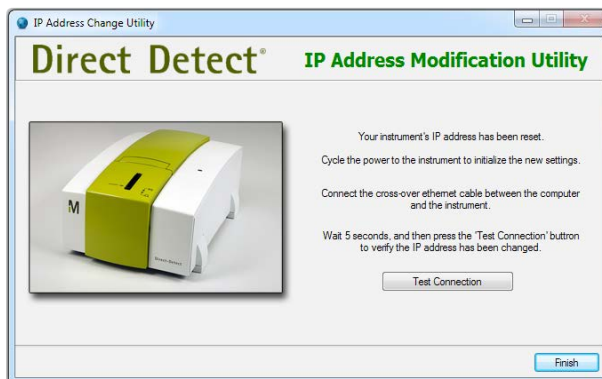 IP Address Change Utility
Direct Detect®
IP Address Modification Utility
Your instrument's IP address has been reset.
Cycle the power to the instrument to initialize the new settings.
Connect the cross-over ethernet cable between the computer
and the instrument.
Wait 5 seconds, and then press the 'Test Connection' buttron
to verify the IP address has been changed.
M
Direct Detect
Test Connection
Finish